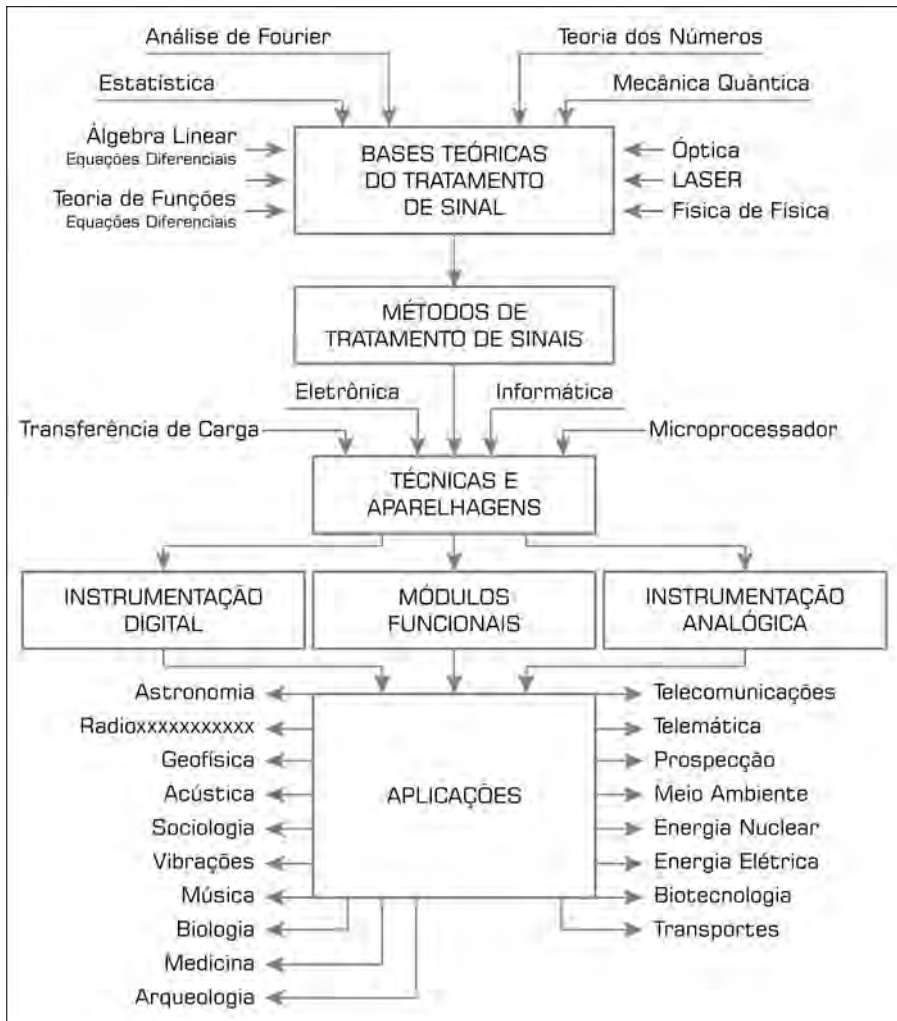 Análise de Fourier
Teoria dos Números
Estatística
Mecânica Quàntica
Álgebra Linear
Equações Diferenciais
Teoria de Funções
Equações Diferenciais
BASES TEÓRICAS
DO TRATAMENTO
DE SINAL
Óptica
LASER
Física de Física
MÉTODOS DE
TRATAMENTO DE SINAIS
Eletrônica
Informática
Transferência de Carga
Microprocessador
TÉCNICAS E
APARELHAGENS
INSTRUMENTAÇÃO
DIGITAL
MÓDULOS
FUNCIONAIS
INSTRUMENTAÇÃO
ANALÓGICA
Astronomia
Radioxxxxxxxxxxx
Geofísica
Acústica
Sociologia
Vibrações
Música
Biologia
Medicina
Arqueologia
APLICAÇÕES
Telecomunicações
Telemática
Prospecção
Meio Ambiente
Energia Nuclear
Energia Elétrica
Biotecnologia
Transportes